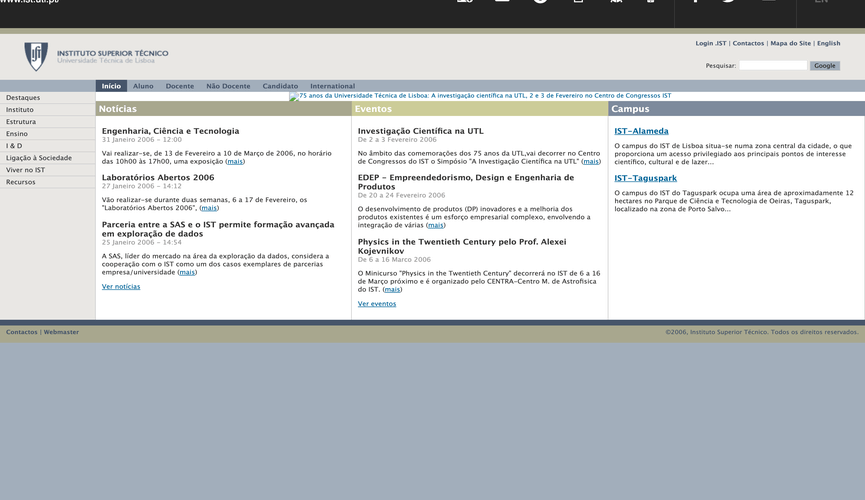 www.ist.utl.pt/
EN
Login .IST | Contactos | Mapa do Site | English
INSTITUTO SUPERIOR TÉCNICO
Universidade Técnica de Lisboa
Pesquisar:
Google
Início Aluno Docente Não Docente Candidato International
Destaques
Instituto
Estrutura
Ensino
I & D
Ligação à Sociedade
Viver no IST
Recursos
75 anos da Universidade Técnica de Lisboa: A investigação científica na UTL, 2 e 3 de Fevereiro no Centro de Congressos IST
Notícias
Engenharia, Ciência e Tecnologia
31 Janeiro 2006 - 12:00
Vai realizar-se, de 13 de Fevereiro a 10 de Março de 2006, no horário
das 10h00 às 17h00, uma exposição (mais)
Laboratórios Abertos 2006
27 Janeiro 2006 - 14:12
Vão realizar-se durante duas semanas, 6 a 17 de Fevereiro, os
"Laboratórios Abertos 2006", (mais)
Parceria entre a SAS e o IST permite formação avançada
em exploração de dados
25 Janeiro 2006 - 14:54
A SAS, líder do mercado na área da exploração da dados, considera a
cooperação com o IST como um dos casos exemplares de parcerias
empresa/universidade (mais)
Ver notícias
Eventos
Investigação Científica na UTL
De 2 a 3 Fevereiro 2006
No âmbito das comemorações dos 75 anos da UTL,vai decorrer no Centro
de Congressos do IST o Simpósio "A Investigação Científica na UTL" (mais)
EDEP - Empreendedorismo, Design e Engenharia de
Produtos
De 20 a 24 Fevereiro 2006
O desenvolvimento de produtos (DP) inovadores e a melhoria dos
produtos existentes é um esforço empresarial complexo, envolvendo a
integração de várias (mais)
Physics in the Twentieth Century pelo Prof. Alexei
Kojevnikov
De 6 a 16 Marco 2006
O Minicurso "Physics in the Twentieth Century" decorrerá no IST de 6 a 16
de Março próximo e é organizado pelo CENTRA-Centro M. de Astrofisica
do IST. (mais)
Ver eventos
Campus
IST-Alameda
O campus do IST de Lisboa situa-se numa zona central da cidade, o que
proporciona um acesso privilegiado aos principais pontos de interesse
científico, cultural e de lazer...
IST-Taguspark
O campus do IST do Taguspark ocupa uma área de aproximadamente 12
hectares no Parque de Ciência e Tecnologia de Oeiras, Taguspark,
localizado na zona de Porto Salvo...
Contactos | Webmaster
©2006, Instituto Superior Técnico. Todos os direitos reservados.